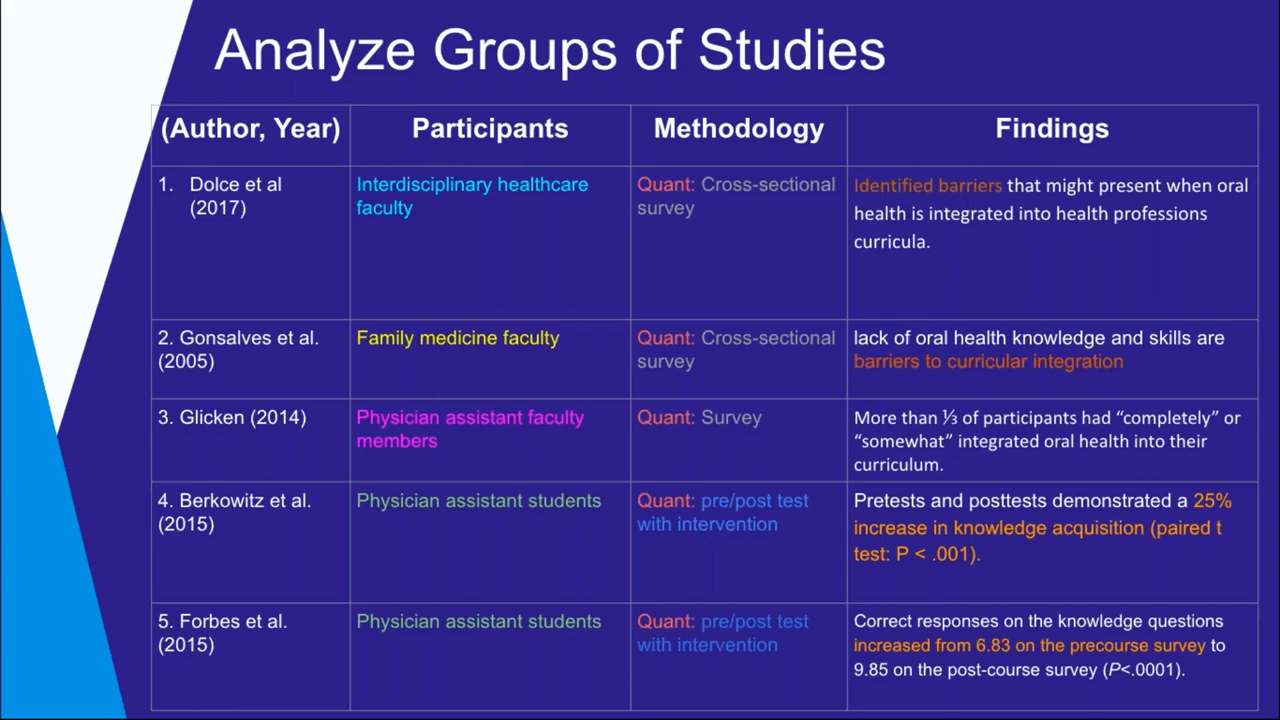 Analyze Groups of Studies
(Author, Year) Participants Methodology Findings
1. Dolce et al
(2017)
Interdisciplinary healthcare
faculty
Quant: Cross-sectional
survey
Identified barriers that might present when oral
health is integrated into health professions
curricula.
2. Gonsalves et al.
(2005)
Family medicine faculty
Quant: Cross-sectional
survey
lack of oral health knowledge and skills are
barriers to curricular integration
3. Glicken (2014)
Physician assistant faculty
members
Quant: Survey
More than ⅓ of participants had “completely” or
“somewhat” integrated oral health into their
curriculum.
4. Berkowitz et al.
(2015)
Physician assistant students
Quant: pre/post test
with intervention
Pretests and posttests demonstrated a 25%
increase in knowledge acquisition (paired t
test: P < .001).
5. Forbes et al.
(2015)
Physician assistant students
Quant: pre/post test
with intervention
Correct responses on the knowledge questions
increased from 6.83 on the precourse survey to
9.85 on the post-course survey (P<.0001).